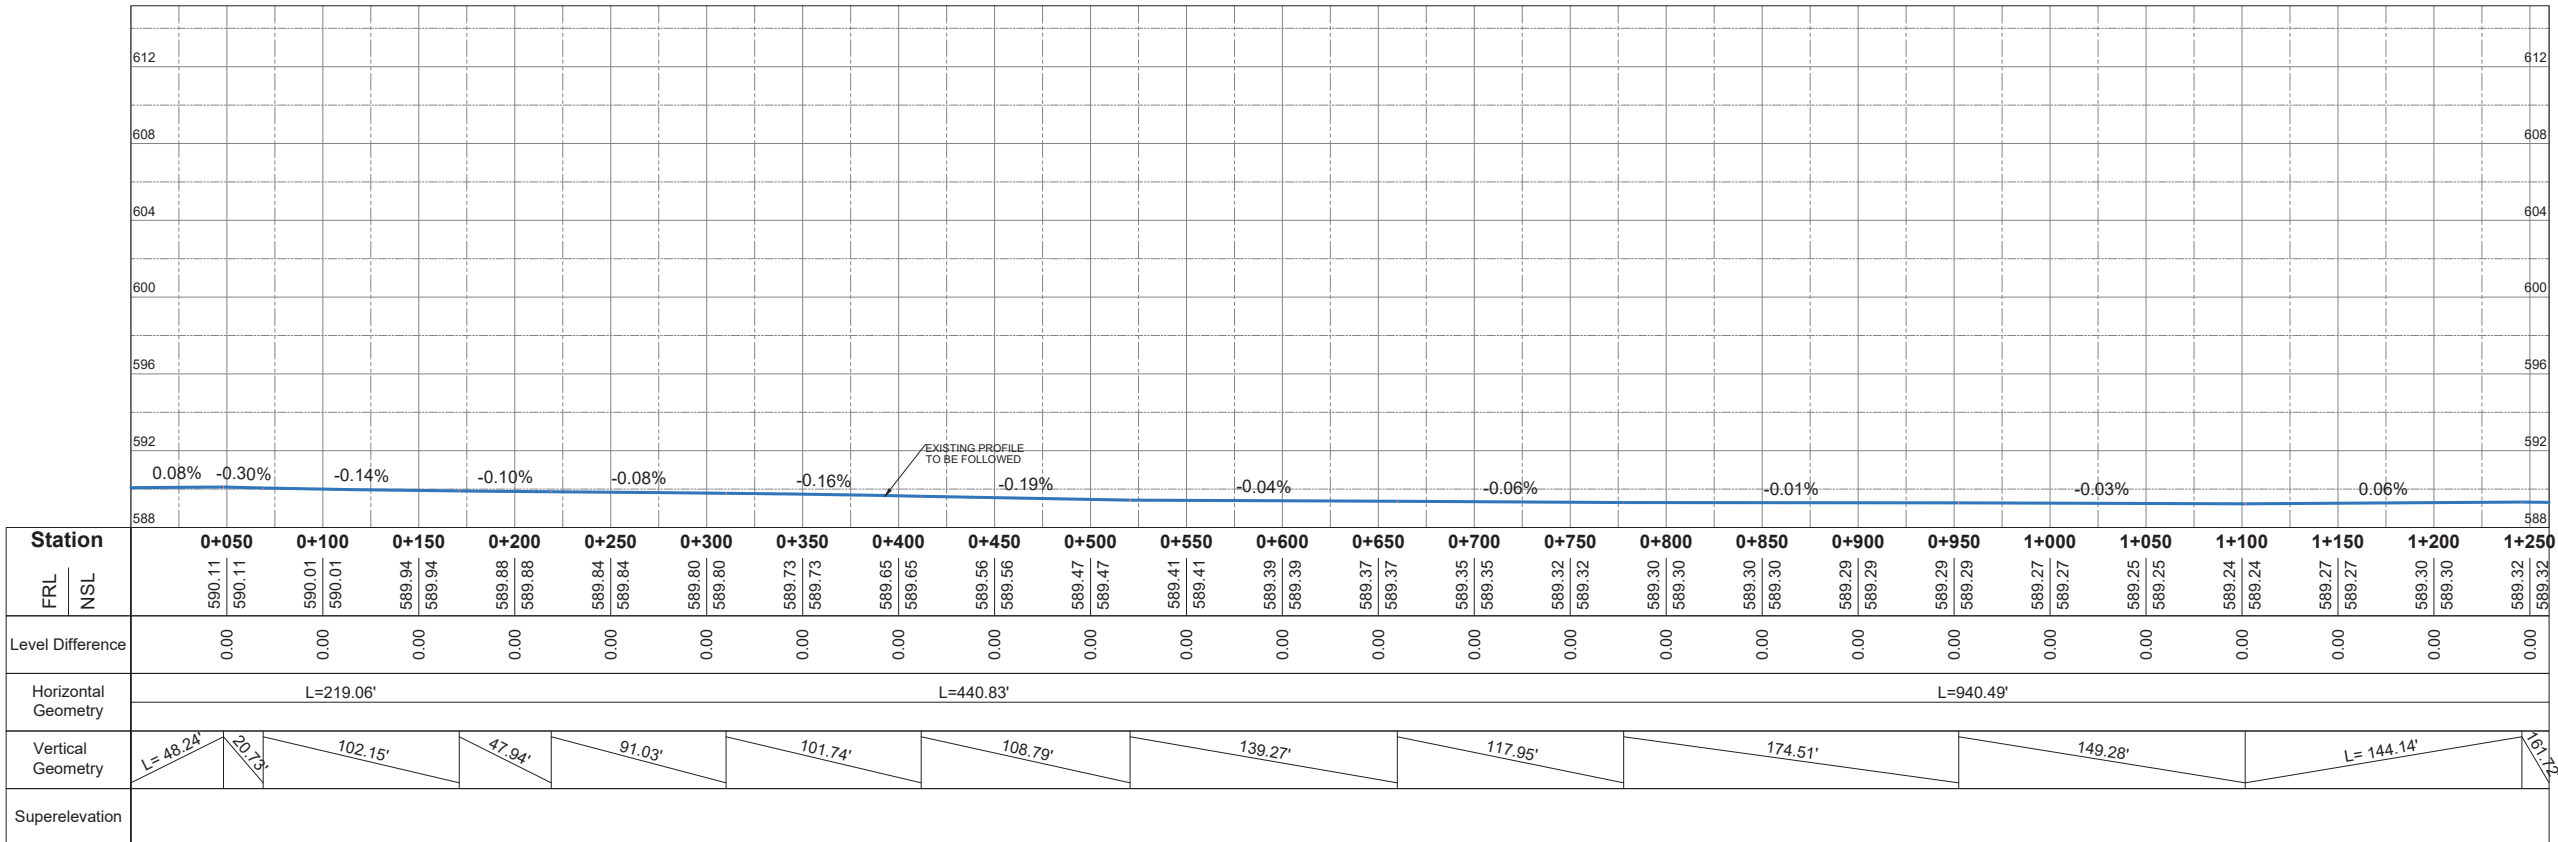 612 612
608 608
604 604
600 600
596 596
592 592
EXISTING PROFILE
TO BE FOLLOWED
0.08% -0.30% -0.14% -0.10% -0.08% -0.16% -0.19% -0.04% -0.06% -0.01% -0.03% 0.06%
588 588
Station 0+050 0+100 0+150 0+200 0+250 0+300 0+350 0+400 0+450 0+500 0+550 0+600 0+650 0+700 0+750 0+800 0+850 0+900 0+950 1+000 1+050 1+100 1+150 1+200 1+250
FRL 590.11 590.01 589.94 589.88 589.84 589.80 589.73 589.65 589.56 589.47 589.41 589.39 589.37 589.35 589.32 589.30 589.30 589.29 589.29 589.27 589.25 589.24 589.27 589.30 589.32
NSL 590.11 590.01 589.94 589.88 589.84 589.80 589.73 589.65 589.56 589.47 589.41 589.39 589.37 589.35 589.32 589.30 589.30 589.29 589.29 589.27 589.25 589.24 589.27 589.30 589.32
Level Difference 0.00 0.00 0.00 0.00 0.00 0.00 0.00 0.00 0.00 0.00 0.00 0.00 0.00 0.00 0.00 0.00 0.00 0.00 0.00 0.00 0.00 0.00 0.00 0.00 0.00
Horizontal
Geometry
L=219.06' L=440.83' L=940.49'
Vertical
Geometry
L= 48.24' 20.73' 102.15' 47.94' 91.03' 101.74' 108.79' 139.27' 117.95' 174.51' 149.28' L= 144.14' 161.72'
Superelevation